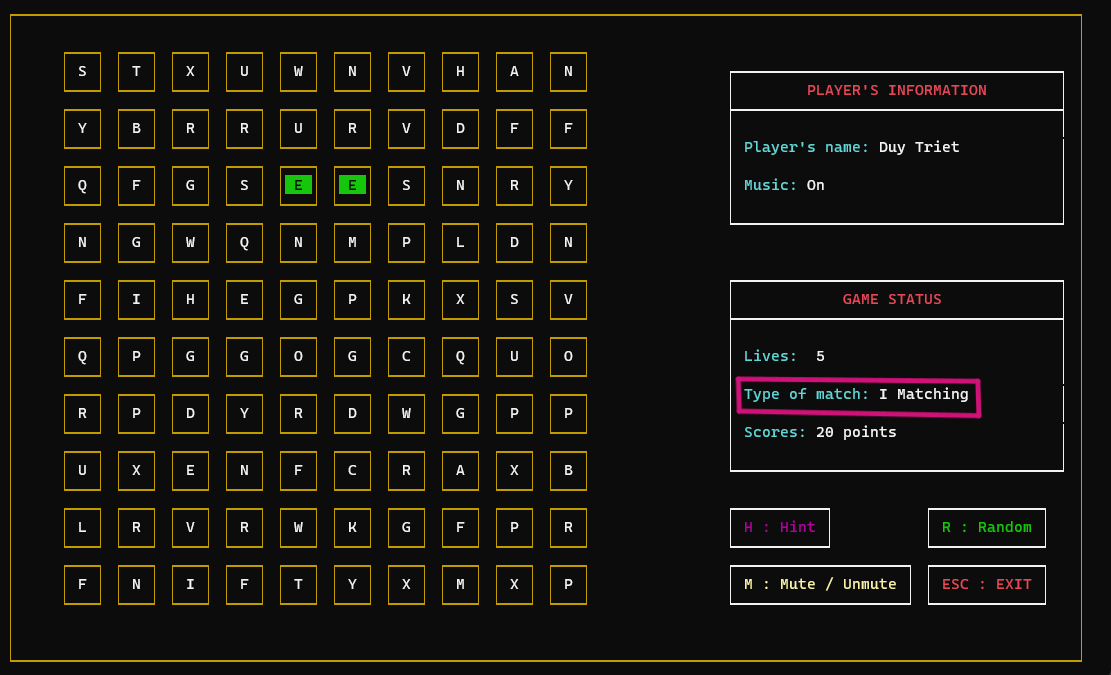 S T X U W N V H A N
Y B R R U R V D F F
Q F G S E E S N R Y
N G W Q N M P L D N
F I H E G P K X S V
Q P G G O G C Q U O
R P D Y R D W G P P
U X E N F C R A X B
L R V R W K G F P R
F N I F T Y X M X P
PLAYER'S INFORMATION
Player's name: Duy Triet
Music: On
GAME STATUS
Lives: 5
Type of match: I Matching
Scores: 20 points
H : Hint
R : Random
M : Mute / Unmute
ESC : EXIT